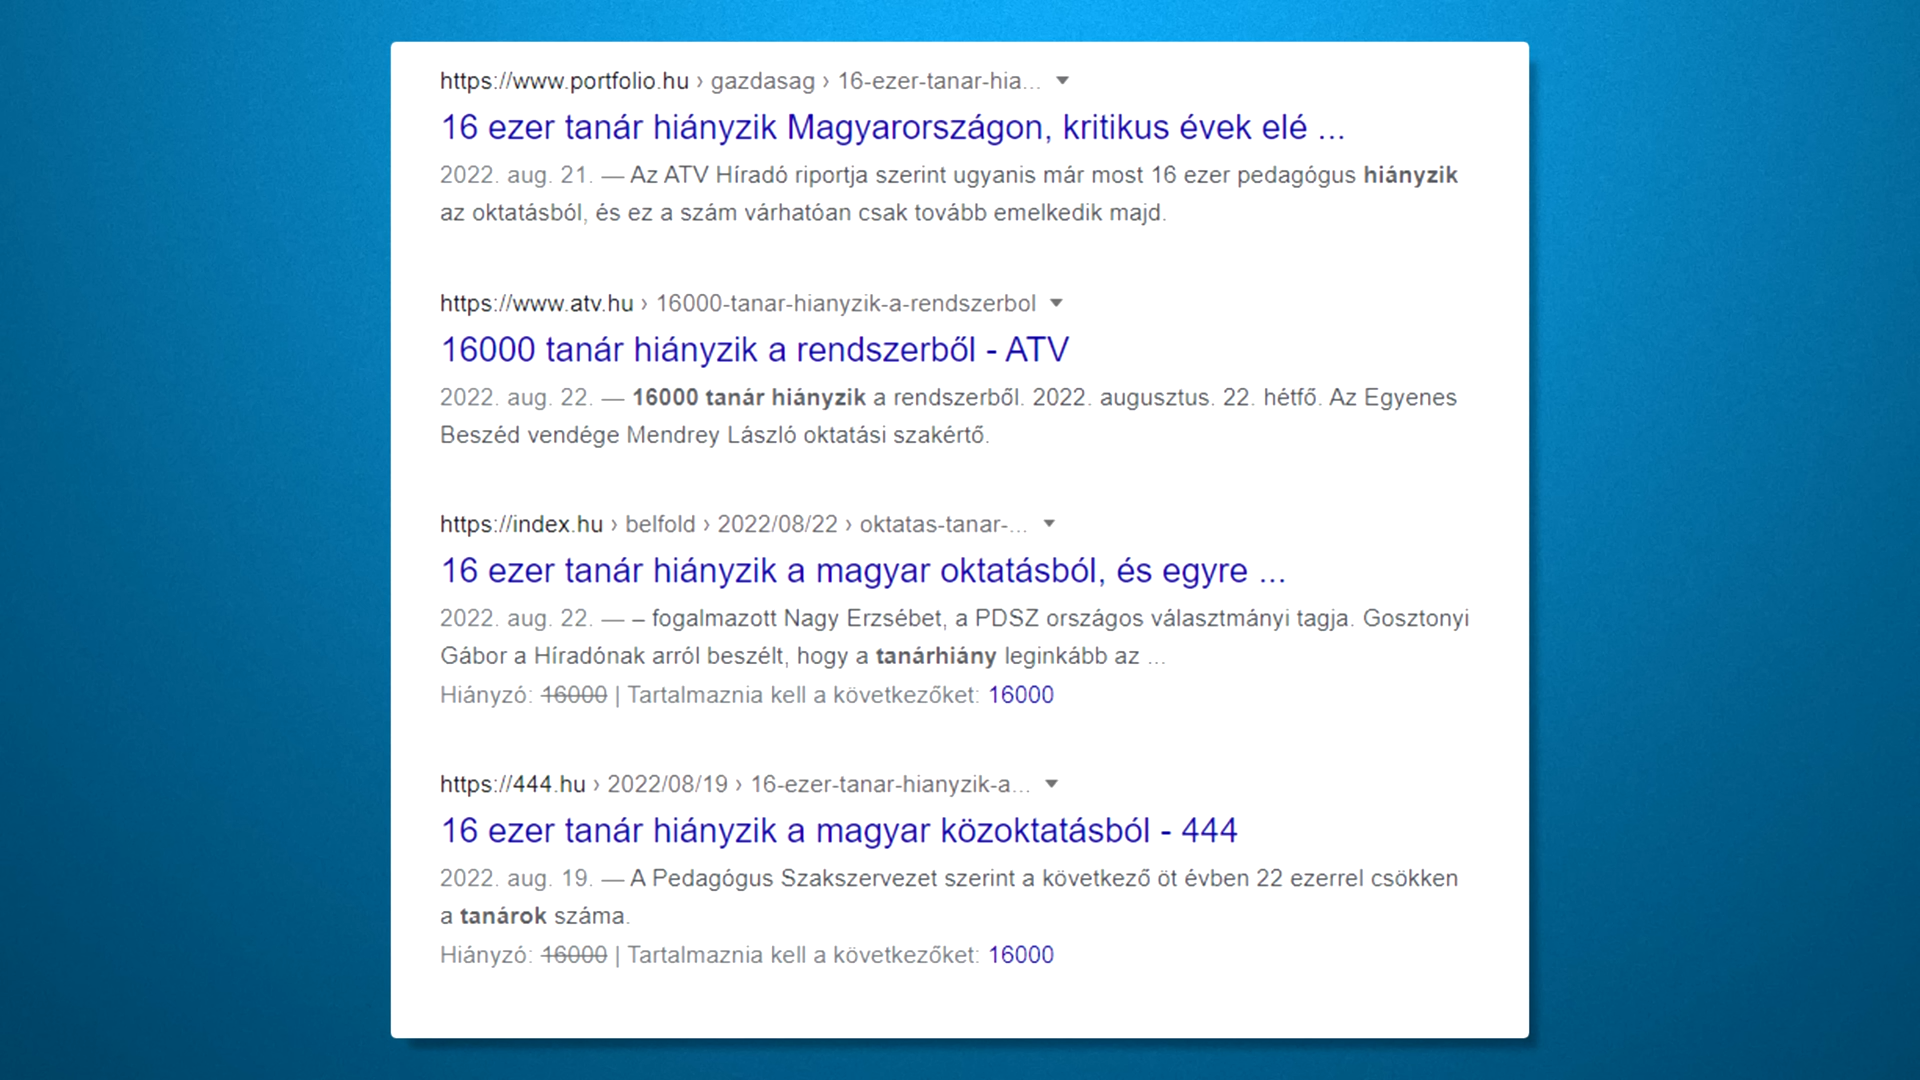 https://www.portfolio.hu › gazdasag › 16-ezer-tanar-hia...
16 ezer tanár hiányzik Magyarországon, kritikus évek elé ...
2022. aug. 21. — Az ATV Híradó riportja szerint ugyanis már most 16 ezer pedagógus hiányzik
az oktatásból, és ez a szám várhatóan csak tovább emelkedik majd.
https://www.atv.hu › 16000-tanar-hianyzik-a-rendszerbol
16000 tanár hiányzik a rendszerből - ATV
2022. aug. 22. — 16000 tanár hiányzik a rendszerből. 2022. augusztus. 22. hétfő. Az Egyenes
Beszéd vendége Mendrey László oktatási szakértő.
https://index.hu › belfold › 2022/08/22 › oktatas-tanar-...
16 ezer tanár hiányzik a magyar oktatásból, és egyre ...
2022. aug. 22. — – fogalmazott Nagy Erzsébet, a PDSZ országos választmányi tagja. Gosztonyi
Gábor a Híradónak arról beszélt, hogy a tanárhiány leginkább az ...
Hiányzó: 16000 | Tartalmaznia kell a következőket: 16000
https://444.hu › 2022/08/19 › 16-ezer-tanar-hianyzik-a...
16 ezer tanár hiányzik a magyar közoktatásból - 444
2022. aug. 19. — A Pedagógus Szakszervezet szerint a következő öt évben 22 ezerrel csökken
a tanárok száma.
Hiányzó: 16000 | Tartalmaznia kell a következőket: 16000